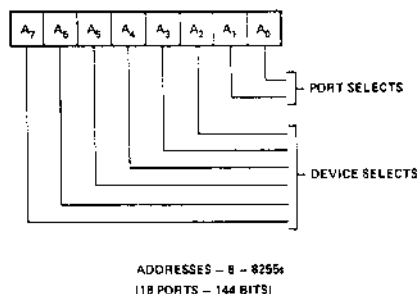 A7 A6 A5 A4 A3 A2 A1 A0
PORT SELECTS
DEVICE SELECTS
ADDRESSES – 6 – 8255s
(18 PORTS – 144 BITS)